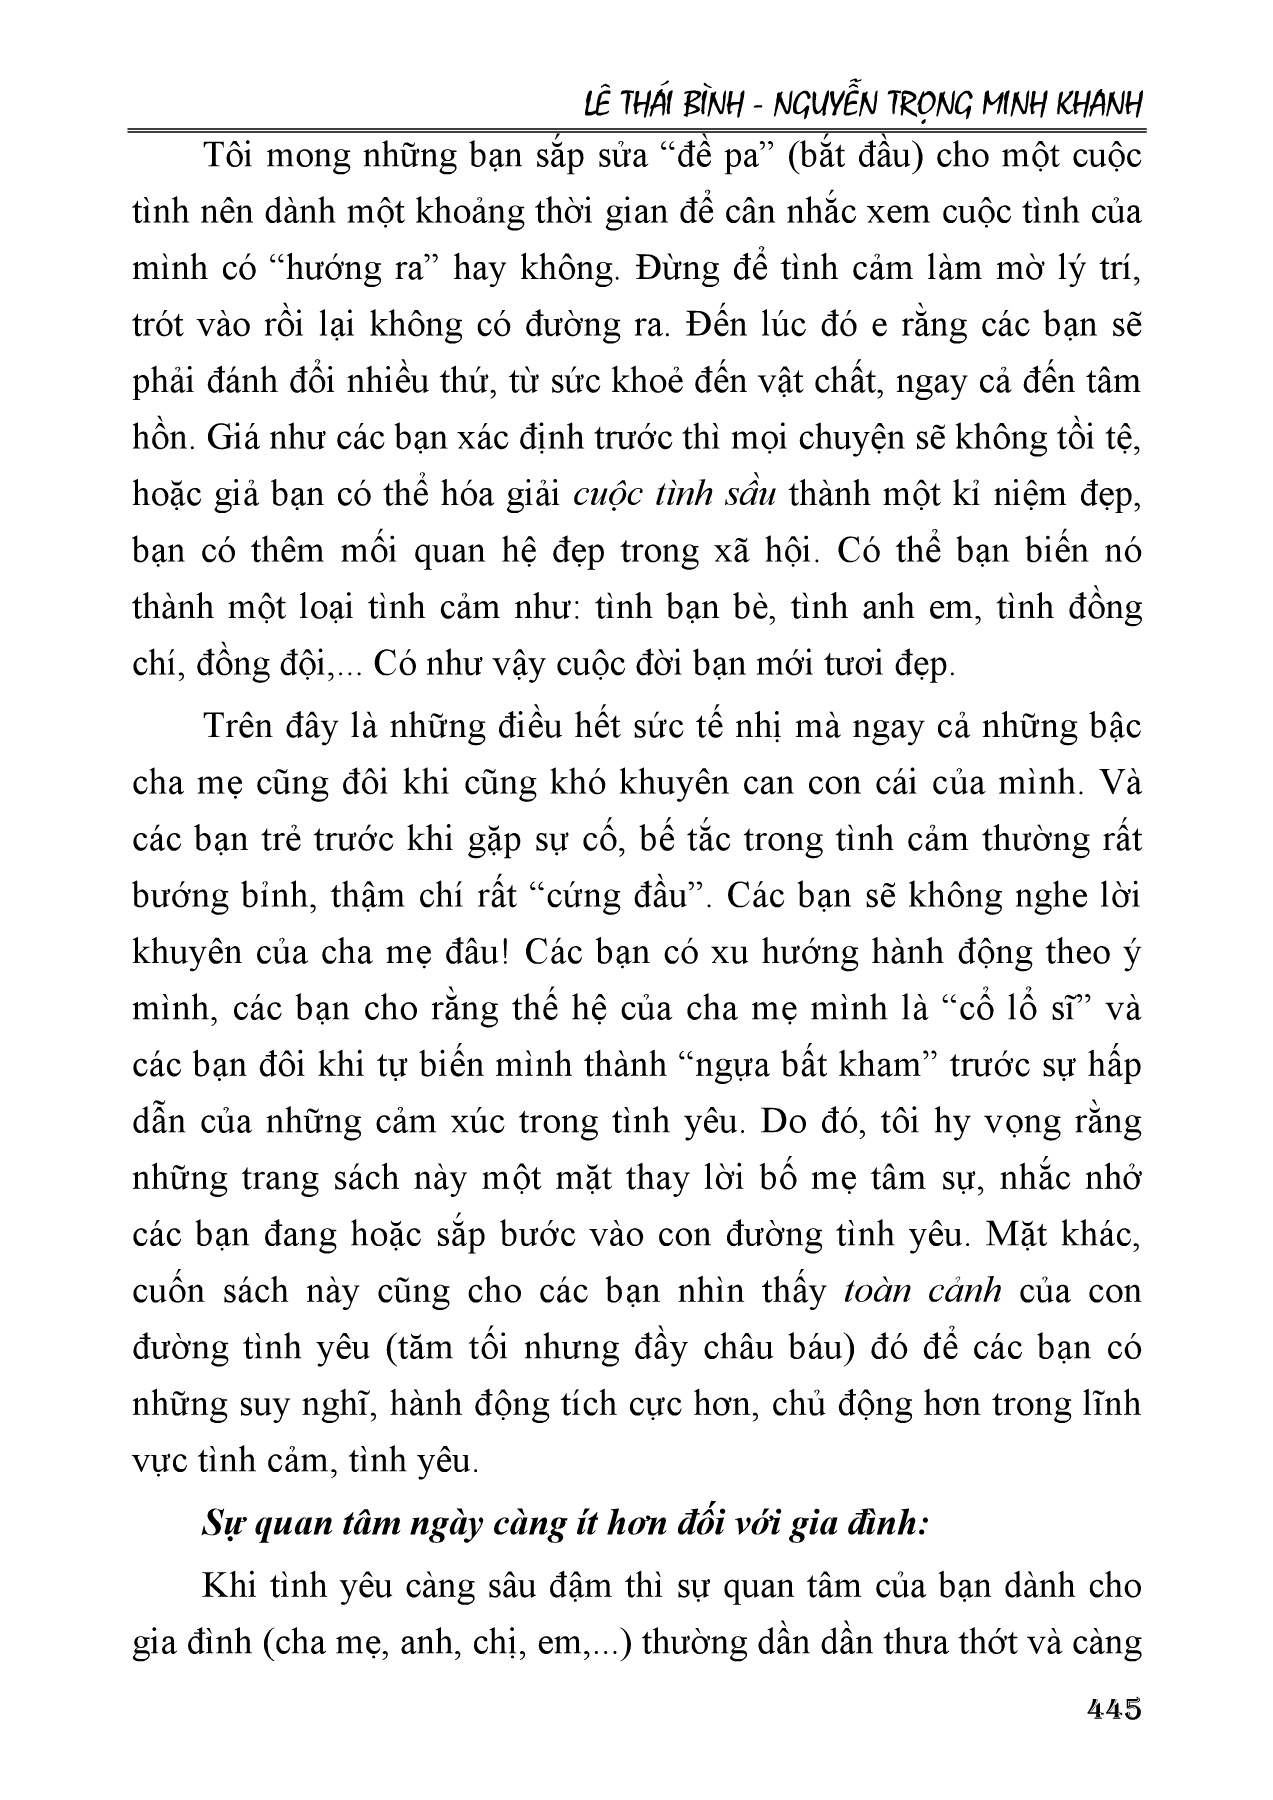 LÊ THÁI BÌNH - NGUYỄN TRỌNG MINH KHANH
Tôi mong những bạn sắp sửa “đề pa” (bắt đầu) cho một cuộc
tình nên dành một khoảng thời gian để cân nhắc xem cuộc tình của
mình có “hướng ra” hay không. Đừng để tình cảm làm mờ lý trí,
trót vào rồi lại không có đường ra. Đến lúc đó e rằng các bạn sẽ
phải đánh đổi nhiều thứ, từ sức khoẻ đến vật chất, ngay cả đến tâm
hồn. Giá như các bạn xác định trước thì mọi chuyện sẽ không tồi tệ,
hoặc giả bạn có thể hóa giải cuộc tình sầu thành một kỉ niệm đẹp,
bạn có thêm mối quan hệ đẹp trong xã hội. Có thể bạn biến nó
thành một loại tình cảm như: tình bạn bè, tình anh em, tình đồng
chí, đồng đội,... Có như vậy cuộc đời bạn mới tươi đẹp.
Trên đây là những điều hết sức tế nhị mà ngay cả những bậc
cha mẹ cũng đôi khi cũng khó khuyên can con cái của mình. Và
các bạn trẻ trước khi gặp sự cố, bế tắc trong tình cảm thường rất
bướng bỉnh, thậm chí rất “cứng đầu”. Các bạn sẽ không nghe lời
khuyên của cha mẹ đâu! Các bạn có xu hướng hành động theo ý
mình, các bạn cho rằng thế hệ của cha mẹ mình là “cổ lổ sĩ” và
các bạn đôi khi tự biến mình thành “ngựa bất kham” trước sự hấp
dẫn của những cảm xúc trong tình yêu. Do đó, tôi hy vọng rằng
những trang sách này một mặt thay lời bố mẹ tâm sự, nhắc nhở
các bạn đang hoặc sắp bước vào con đường tình yêu. Mặt khác,
cuốn sách này cũng cho các bạn nhìn thấy toàn cảnh của con
đường tình yêu (tăm tối nhưng đầy châu báu) đó để các bạn có
những suy nghĩ, hành động tích cực hơn, chủ động hơn trong lĩnh
vực tình cảm, tình yêu.
Sự quan tâm ngày càng ít hơn đối với gia đình:
Khi tình yêu càng sâu đậm thì sự quan tâm của bạn dành cho
gia đình (cha mẹ, anh, chị, em,...) thường dần dần thưa thớt và càng
445